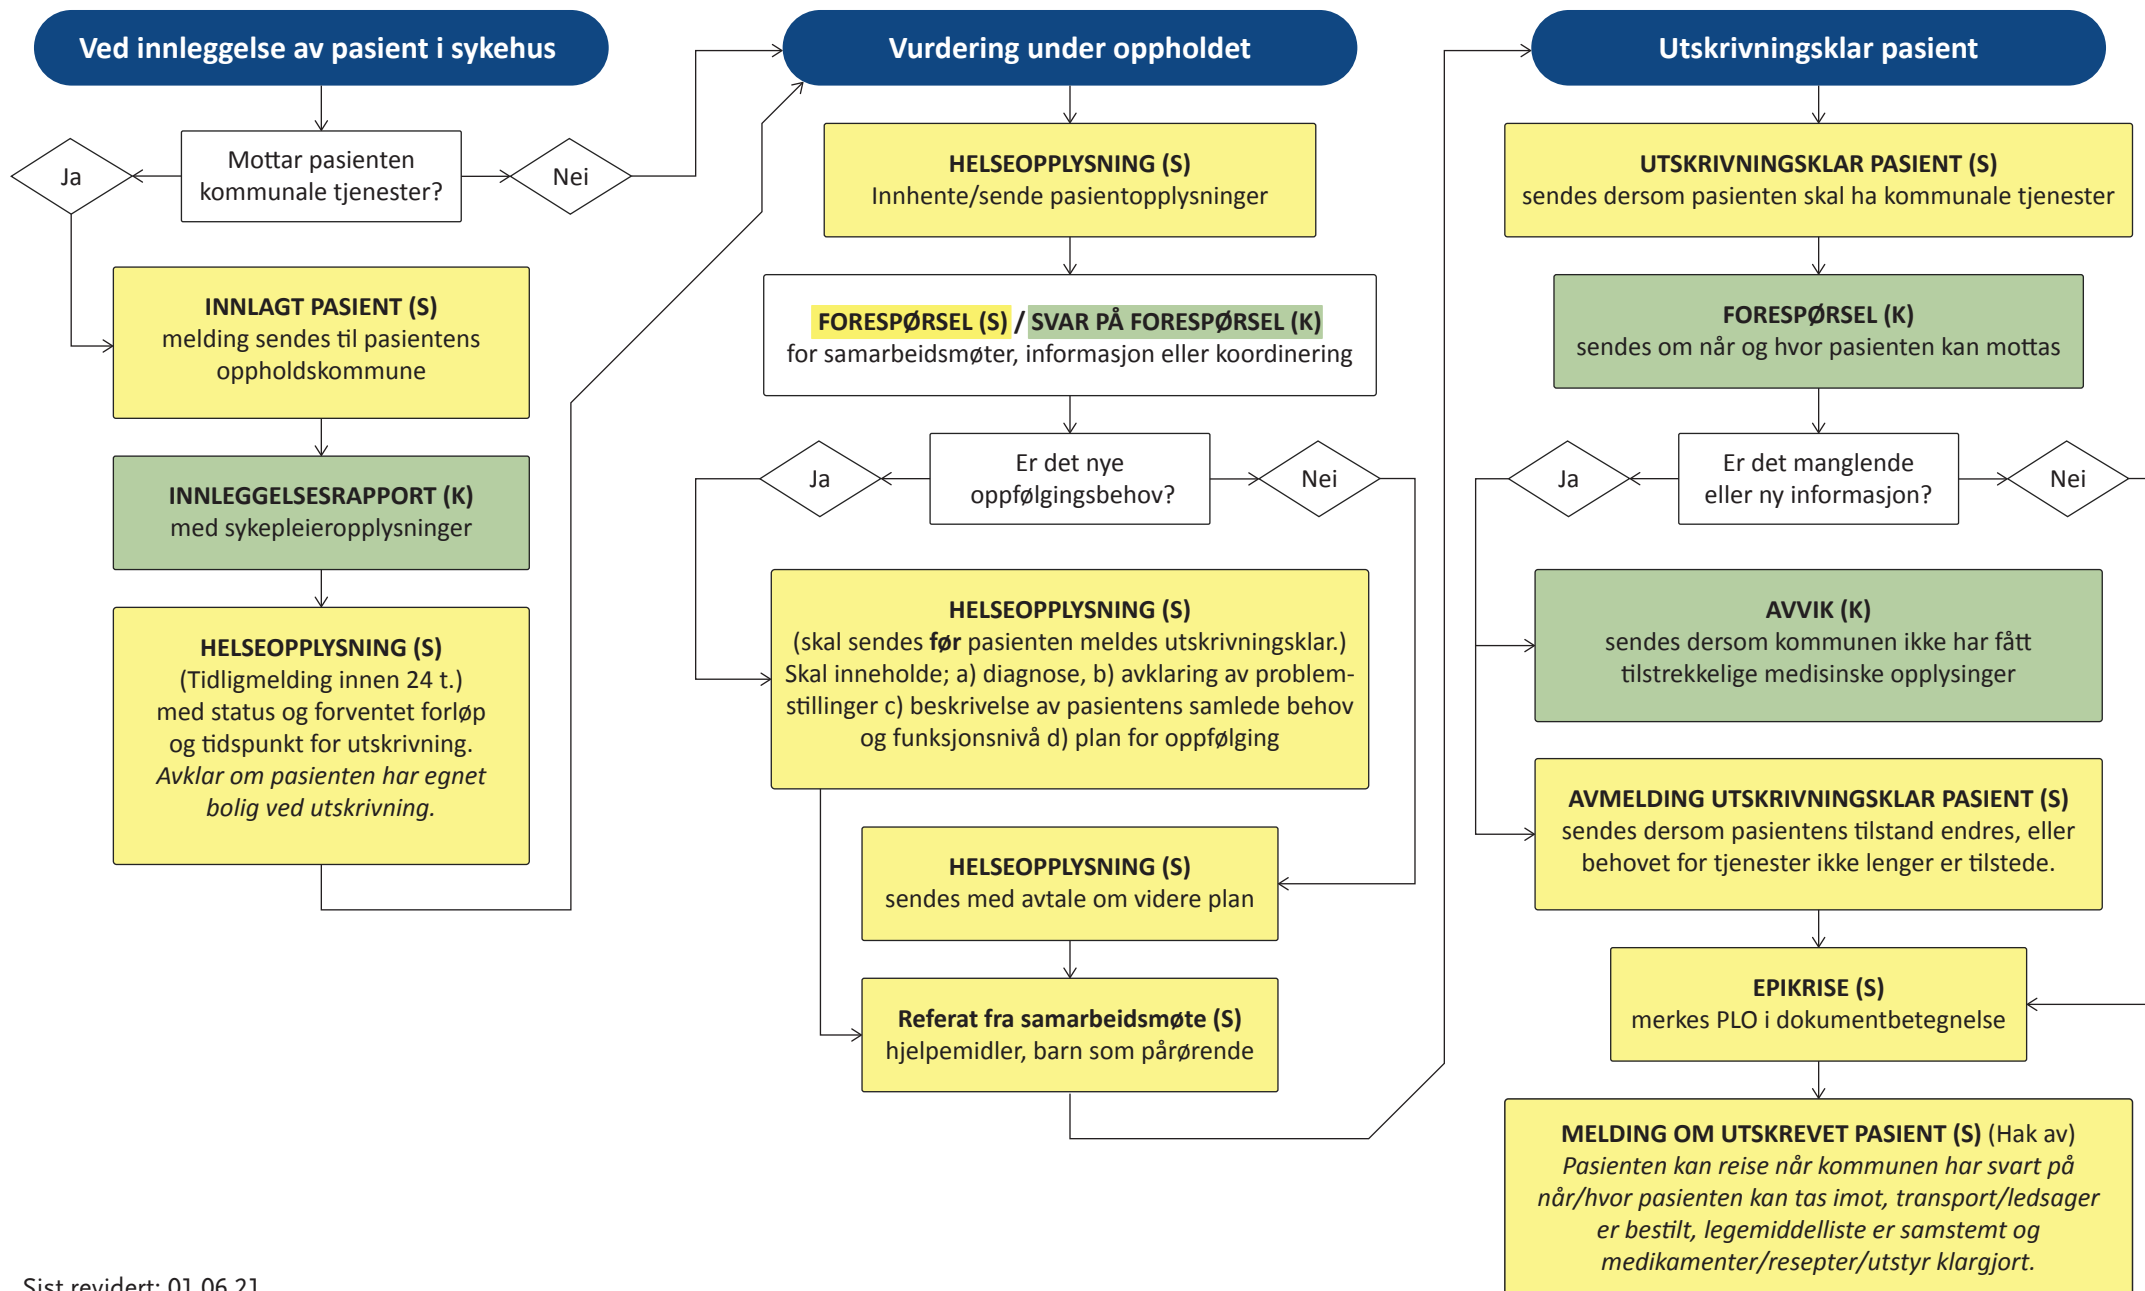 Ved innleggelse av pasient i sykehus
Mottar pasienten
kommunale tjenester?
Ja
Nei
INNLAGT PASIENT (S)
melding sendes til pasientens
oppholdskommune
INNLEGGELSESRAPPORT (K)
med sykepleieropplysninger
HELSEOPPLYSNING (S)
(Tidligmelding innen 24 t.)
med status og forventet forløp
og tidspunkt for utskrivning.
Avklar om pasienten har egnet
bolig ved utskrivning.
Vurdering under oppholdet
HELSEOPPLYSNING (S)
Innhente/sende pasientopplysninger
FORESPØRSEL (S) / SVAR PÅ FORESPØRSEL (K)
for samarbeidsmøter, informasjon eller koordinering
Er det nye
oppfølgingsbehov?
Ja
Nei
HELSEOPPLYSNING (S)
(skal sendes før pasienten meldes utskrivningsklar.)
Skal inneholde; a) diagnose, b) avklaring av problem-
stillinger c) beskrivelse av pasientens samlede behov
og funksjonsnivå d) plan for oppfølging
HELSEOPPLYSNING (S)
sendes med avtale om videre plan
Referat fra samarbeidsmøte (S)
hjelpemidler, barn som pårørende
Utskrivningsklar pasient
UTSKRIVNINGSKLAR PASIENT (S)
sendes dersom pasienten skal ha kommunale tjenester
FORESPØRSEL (K)
sendes om når og hvor pasienten kan mottas
Er det manglende
eller ny informasjon?
Ja
Nei
AVVIK (K)
sendes dersom kommunen ikke har fått
tilstrekkelige medisinske opplysinger
AVMELDING UTSKRIVNINGSKLAR PASIENT (S)
sendes dersom pasientens tilstand endres, eller
behovet for tjenester ikke lenger er tilstede.
EPIKRISE (S)
merkes PLO i dokumentbetegnelse
MELDING OM UTSKREVET PASIENT (S) (Hak av)
Pasienten kan reise når kommunen har svart på
når/hvor pasienten kan tas imot, transport/ledsager
er bestilt, legemiddelliste er samstemt og
medikamenter/resepter/utstyr klargjort.
Sist revidert: 01.06.21